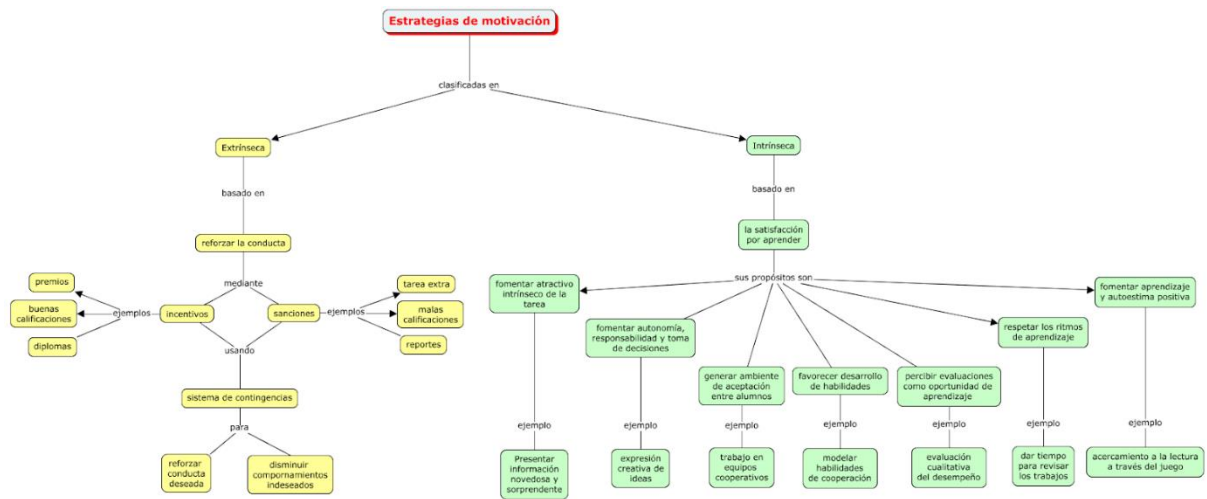 Estrategias de motivación
clasificadas en
Extrínseca
Intrínseca
basado en
basado en
reforzar la conducta
la satisfacción
por aprender
mediante
sus propósitos son
premios
buenas
calificaciones
diplomas
ejemplos
incentivos
sanciones
ejemplos
tarea extra
malas
calificaciones
reportes
usando
sistema de contingencias
para
reforzar
conducta
deseada
disminuir
comportamientos
indeseados
fomentar atractivo
intrínseco de la
tarea
fomentar autonomía,
responsabilidad y toma
de decisiones
generar ambiente
de aceptación
entre alumnos
favorecer desarrollo
de habilidades
percibir evaluaciones
como oportunidad de
aprendizaje
respetar los ritmos
de aprendizaje
fomentar aprendizaje
y autoestima positiva
ejemplo
ejemplo
ejemplo
ejemplo
ejemplo
ejemplo
ejemplo
Presentar
información
novedosa y
sorprendente
expresión
creativa de
ideas
trabajo en
equipos
cooperativos
modelar
habilidades
de cooperación
evaluación
cualitativa
del desempeño
dar tiempo
para revisar
los trabajos
acercamiento a la lectura
a través del juego